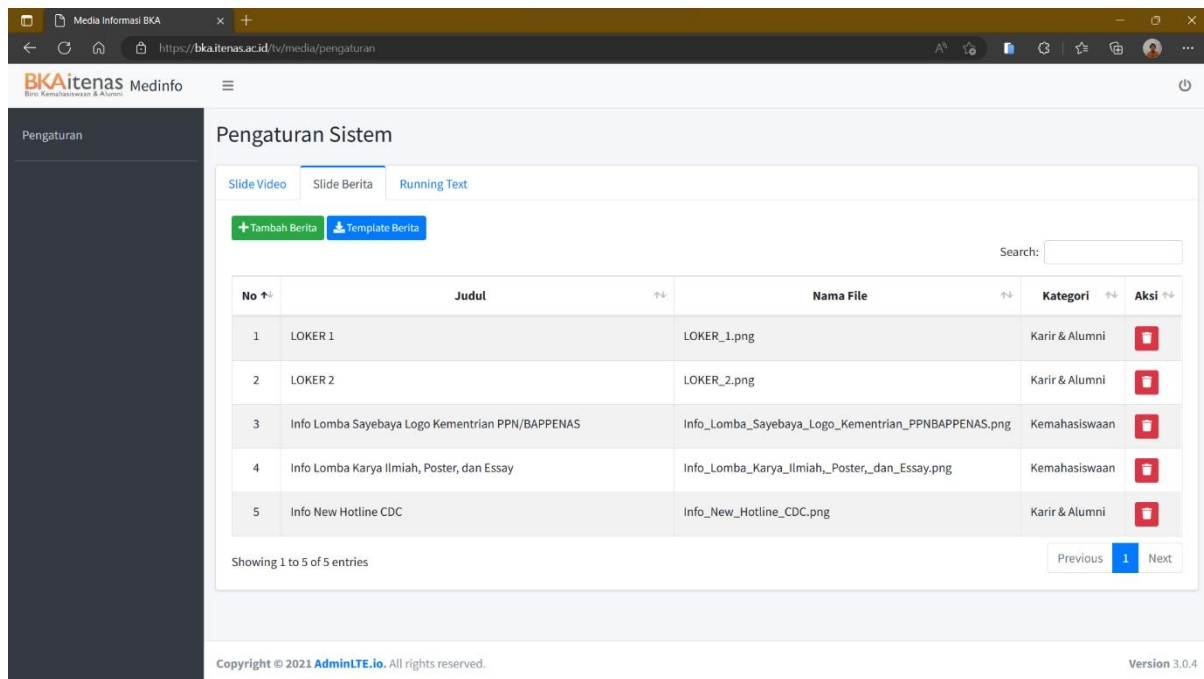 Media Informasi BKA
https://bka.itenas.ac.id/tv/media/pengaturan
BKAitenas Medinfo
Biro Kemahasiswaan & Alumni
Pengaturan
Pengaturan Sistem
Slide Video Slide Berita Running Text
+ Tambah Berita Template Berita
Search:
No Judul Nama File Kategori Aksi
1 LOKER 1 LOKER_1.png Karir & Alumni
2 LOKER 2 LOKER_2.png Karir & Alumni
3 Info Lomba Sayebaya Logo Kementrian PPN/BAPPENAS Info_Lomba_Sayebaya_Logo_Kementrian_PPNBAPPENAS.png Kemahasiswaan
4 Info Lomba Karya Ilmiah, Poster, dan Essay Info_Lomba_Karya_Ilmiah,_Poster,_dan_Essay.png Kemahasiswaan
5 Info New Hotline CDC Info_New_Hotline_CDC.png Karir & Alumni
Showing 1 to 5 of 5 entries Previous 1 Next
Copyright © 2021 AdminLTE.io. All rights reserved. Version 3.0.4